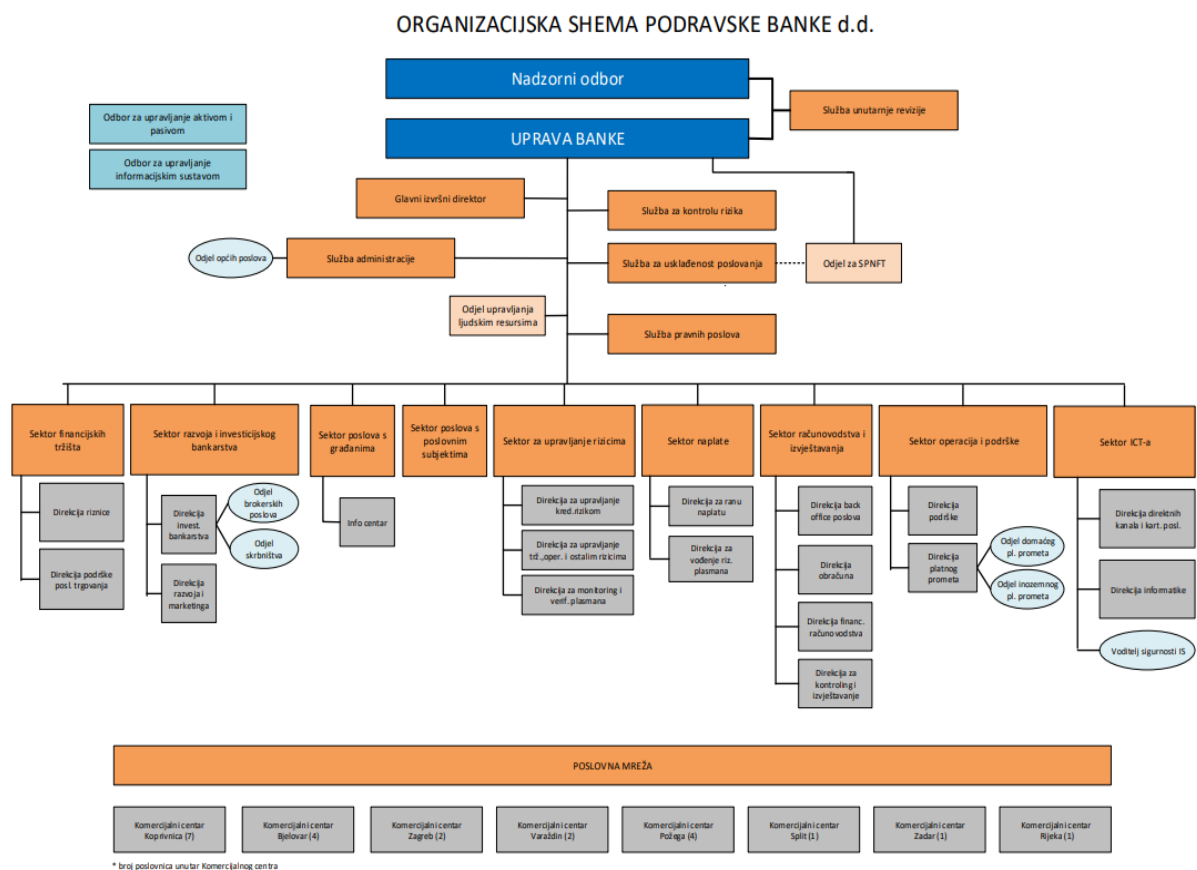 ORGANIZACIJSKA SHEMA PODRAVSKE BANKE d.d.
Nadzorni odbor
Služba unutarnje revizije
Odbor za upravljanje aktivom i
pasivom
UPRAVA BANKE
Odbor za upravljanje
informacijskim sustavom
Glavni izvršni direktor
Služba za kontrolu rizika
Odjel općih poslova
Služba administracije
Služba za usklađenost poslovanja
Odjel za SPNFT
Odjel upravljanja
ljudskim resursima
Služba pravnih poslova
Sektor financijskih
tržišta
Sektor razvoja i investicijskog
bankarstva
Sektor poslova s
građanima
Sektor poslova s
poslovnim
subjektima
Sektor za upravljanje rizicima
Sektor naplate
Sektor računovodstva i
izvještavanja
Sektor operacija i podrške
Sektor ICT-a
Direkcija riznice
Direkcija podrške
posl. trgovanja
Direkcija
invest.
bankarstva
Odjel
brokerskih
poslova
Odjel
skrbništva
Direkcija
razvoja i
marketinga
Info centar
Direkcija za upravljanje
kred.rizikom
Direkcija za upravljanje
trž.,oper. i ostalim rizicima
Direkcija za monitoring i
verif. plasmana
Direkcija za ranu
naplatu
Direkcija za
vođenje riz.
plasmana
Direkcija back
office poslova
Direkcija
obračuna
Direkcija financ.
računovodstva
Direkcija za
kontroling i
izvještavanje
Direkcija
podrške
Direkcija
platnog
prometa
Odjel domaćeg
pl. prometa
Odjel inozemnog
pl. prometa
Direkcija direktnih
kanala i kart. posl.
Direkcija informatike
Voditelj sigurnosti IS
POSLOVNA MREŽA
Komercijalni centar
Koprivnica (7)
Komercijalni centar
Bjelovar (4)
Komercijalni centar
Zagreb (2)
Komercijalni centar
Varaždin (2)
Komercijalni centar
Požega (4)
Komercijalni centar
Split (1)
Komercijalni centar
Zadar (1)
Komercijalni centar
Rijeka (1)
* broj poslovnica unutar Komercijalnog centra